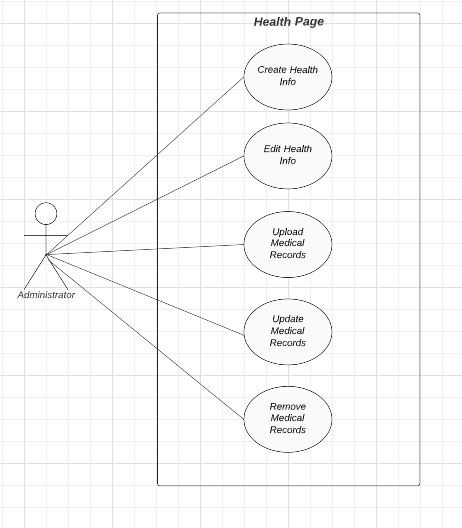 Health Page
Create Health
Info
Edit Health
Info
Upload
Medical
Records
Administrator
Update
Medical
Records
Remove
Medical
Records